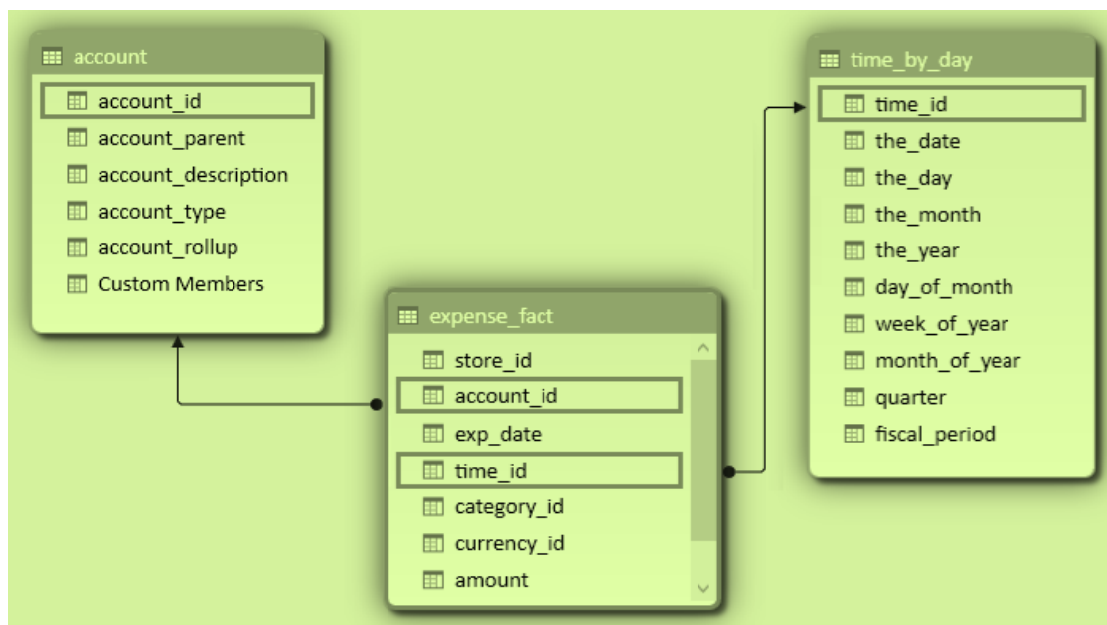 account
account_id
account_parent
account_description
account_type
account_rollup
Custom Members
expense_fact
store_id
account_id
exp_date
time_id
category_id
currency_id
amount
time_by_day
time_id
the_date
the_day
the_month
the_year
day_of_month
week_of_year
month_of_year
quarter
fiscal_period